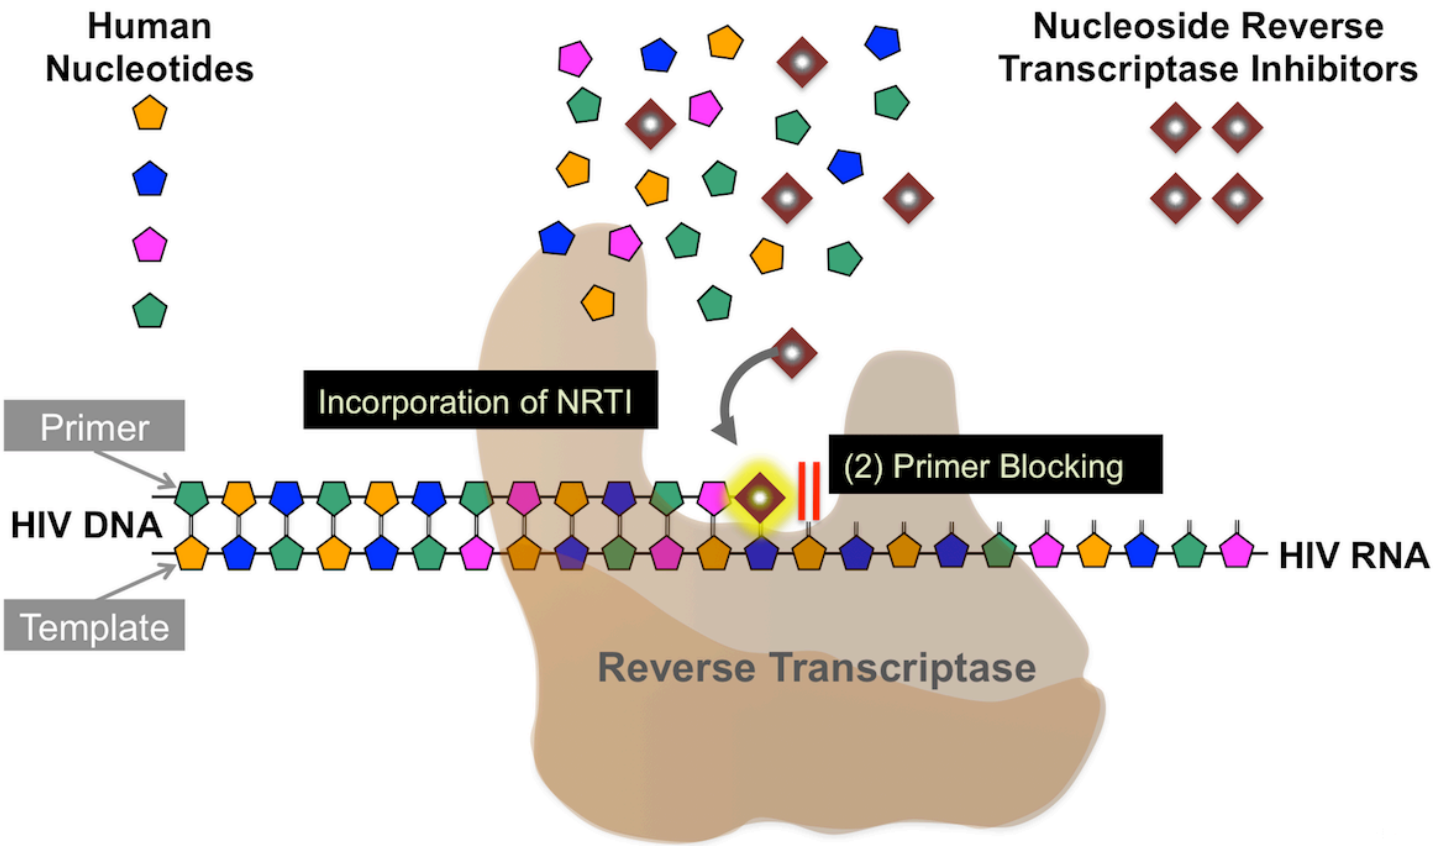 Human
Nucleotides
Nucleoside Reverse
Transcriptase Inhibitors
Incorporation of NRTI
Primer
(2) Primer Blocking
HIV DNA
HIV RNA
Template
Reverse Transcriptase